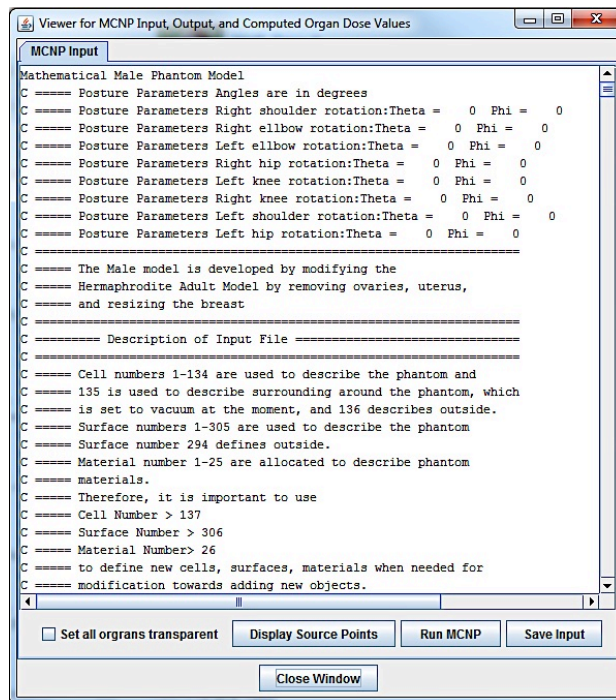 Viewer for MCNP Input, Output, and Computed Organ Dose Values
MCNP Input
Mathematical Male Phantom Model
C ===== Posture Parameters Angles are in degrees
C ===== Posture Parameters Right shoulder rotation:Theta =    0  Phi =    0
C ===== Posture Parameters Right ellbow rotation:Theta =    0  Phi =    0
C ===== Posture Parameters Left ellbow rotation:Theta =    0  Phi =    0
C ===== Posture Parameters Right hip rotation:Theta =    0  Phi =    0
C ===== Posture Parameters Left knee rotation:Theta =    0  Phi =    0
C ===== Posture Parameters Right knee rotation:Theta =    0  Phi =    0
C ===== Posture Parameters Left shoulder rotation:Theta =    0  Phi =    0
C ===== Posture Parameters Left hip rotation:Theta =    0  Phi =    0
C ============================================================
C ===== The Male model is developed by modifying the
C ===== Hermaphrodite Adult Model by removing ovaries, uterus,
C ===== and resizing the breast
C ============================================================
C ========= Description of Input File ============================
C ============================================================
C ===== Cell numbers 1-134 are used to describe the phantom and
C ===== 135 is used to describe surrounding around the phantom, which
C ===== is set to vacuum at the moment, and 136 describes outside.
C ===== Surface numbers 1-305 are used to describe the phantom
C ===== Surface number 294 defines outside.
C ===== Material number 1-25 are allocated to describe phantom
C ===== materials.
C ===== Therefore, it is important to use
C ===== Cell Number > 137
C ===== Surface Number > 306
C ===== Material Number> 26
C ===== to define new cells, surfaces, materials when needed for
C ===== modification towards adding new objects.
Set all orgrans transparent
Display Source Points
Run MCNP
Save Input
Close Window